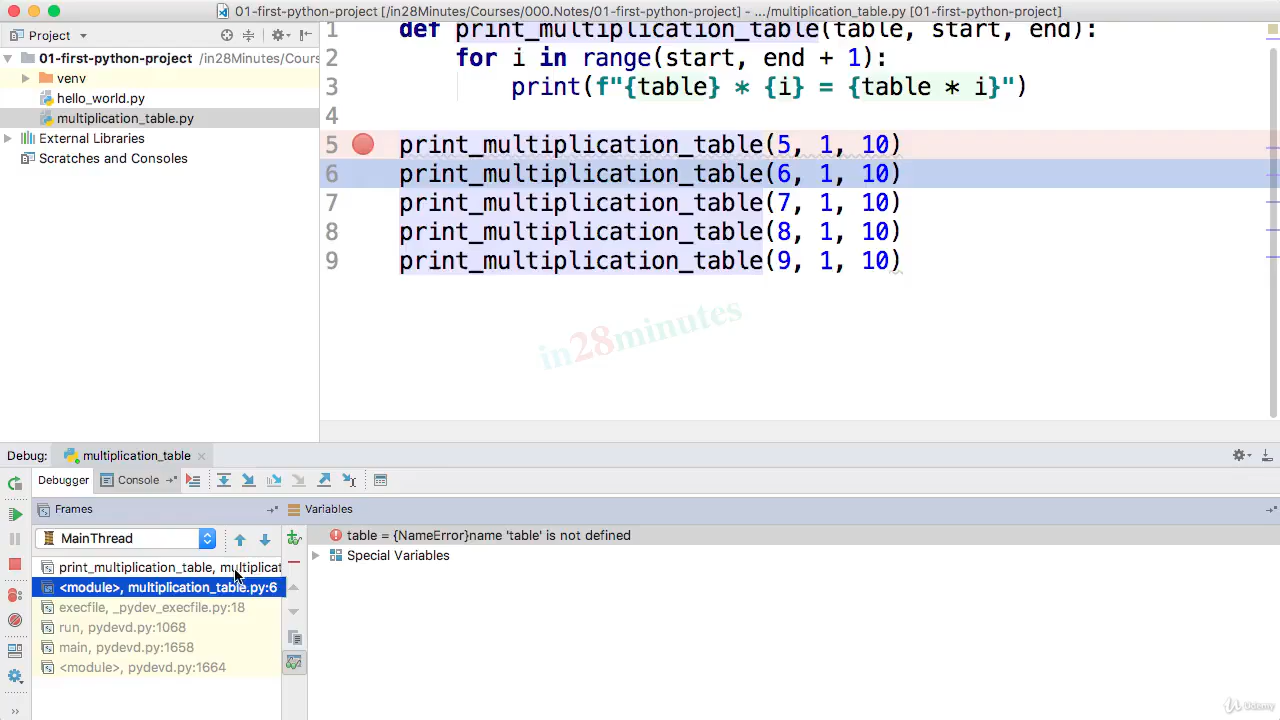 01-first-python-project [/in28Minutes/Courses/000.Notes/01-first-python-project] - .../multiplication_table.py [01-first-python-project]
Project
01-first-python-project /in28Minutes/Cours
venv
hello_world.py
multiplication_table.py
External Libraries
Scratches and Consoles
1 def print_multiplication_table(table, start, end):
2 for i in range(start, end + 1):
3 print(f"{table} * {i} = {table * i}")
4
5 print_multiplication_table(5, 1, 10)
6 print_multiplication_table(6, 1, 10)
7 print_multiplication_table(7, 1, 10)
8 print_multiplication_table(8, 1, 10)
9 print_multiplication_table(9, 1, 10)
in28minutes
Debug: multiplication_table
Debugger Console
Frames Variables
MainThread
print_multiplication_table, multiplicat
<module>, multiplication_table.py:6
execfile, _pydev_execfile.py:18
run, pydevd.py:1068
main, pydevd.py:1658
<module>, pydevd.py:1664
table = {NameError}name 'table' is not defined
Special Variables
Udemy